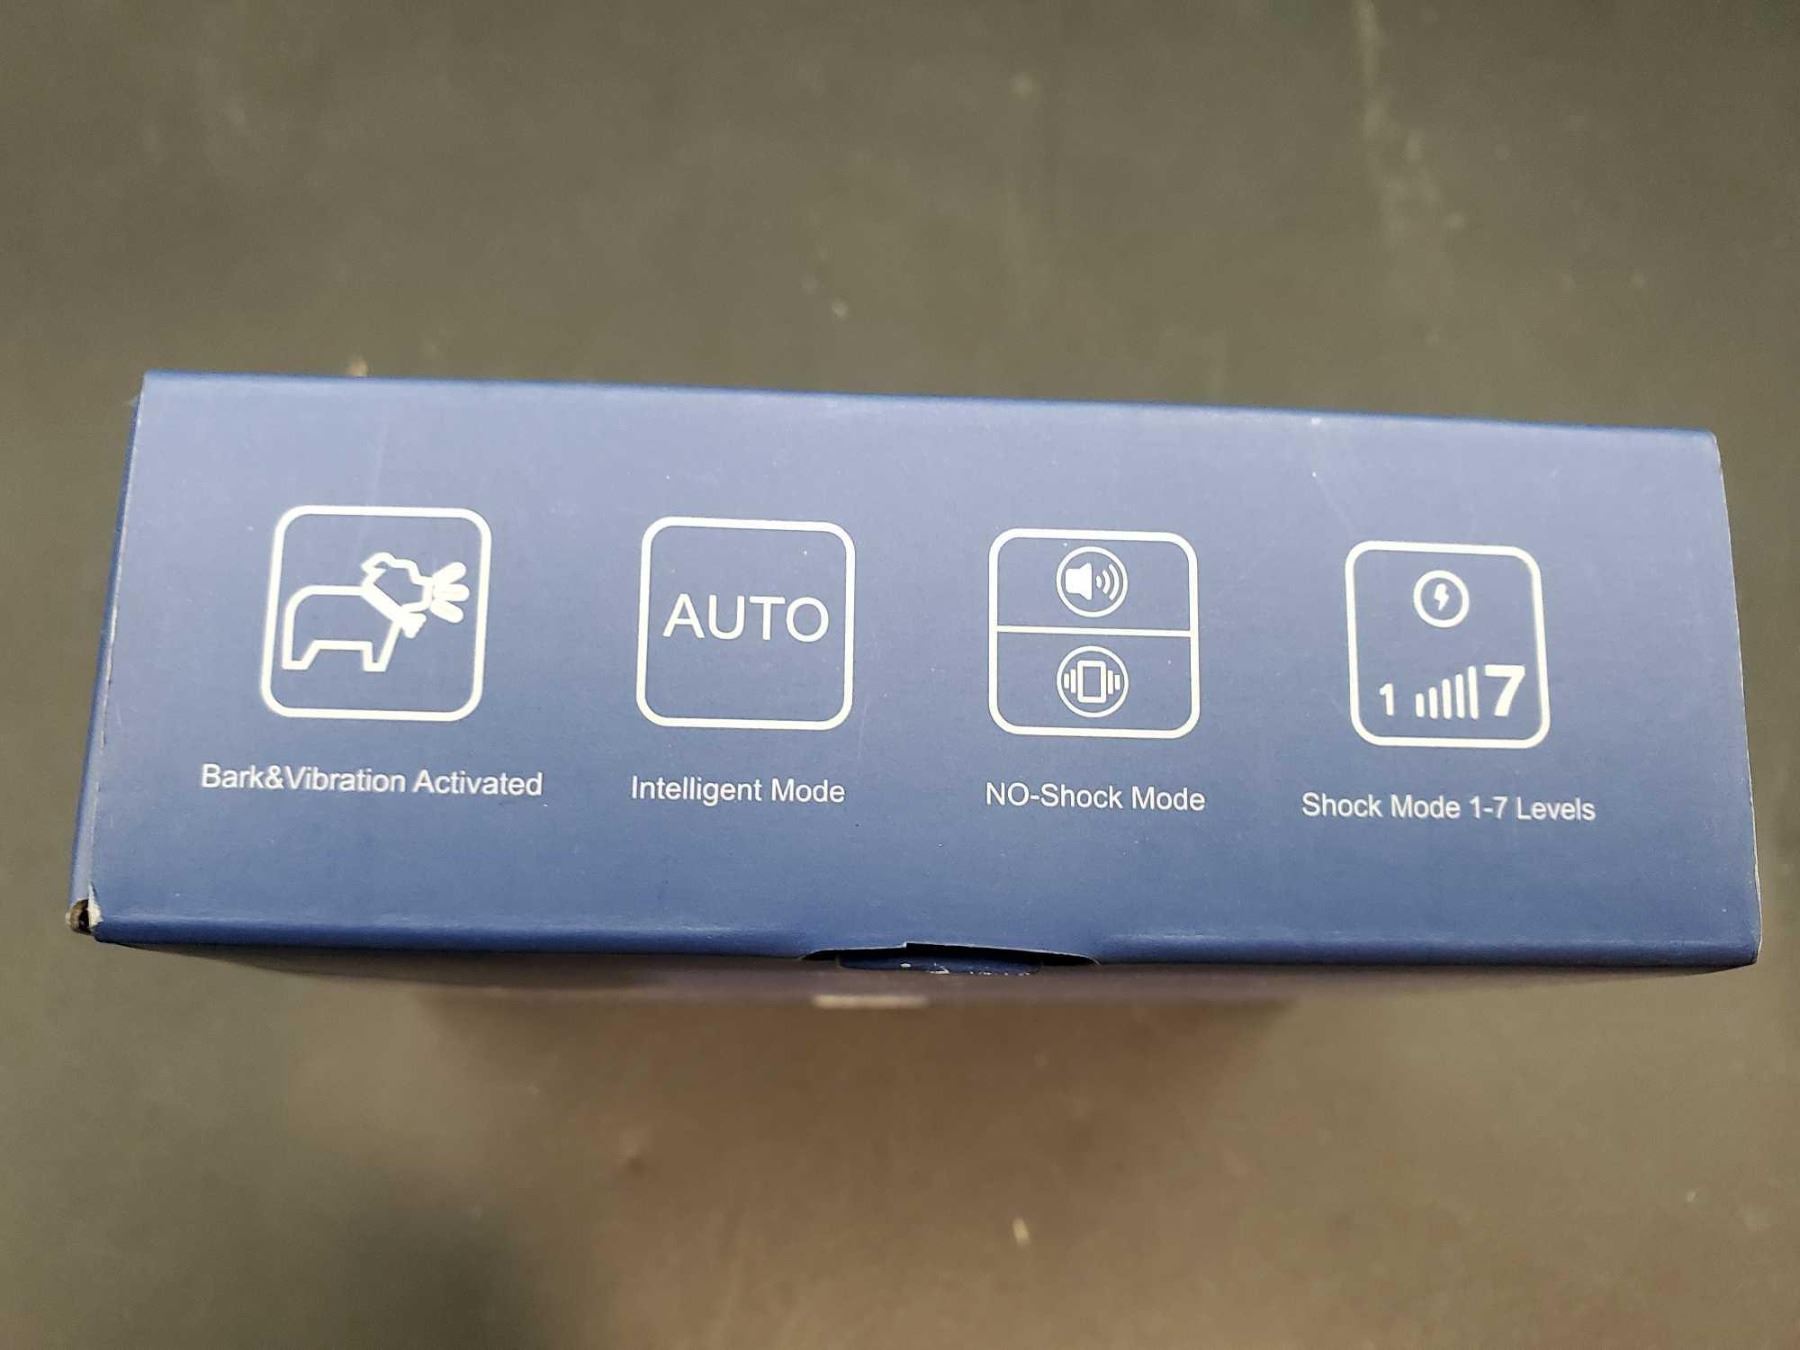 AUTO
1 7
Bark&Vibration Activated
Intelligent Mode
NO-Shock Mode
Shock Mode 1-7 Levels